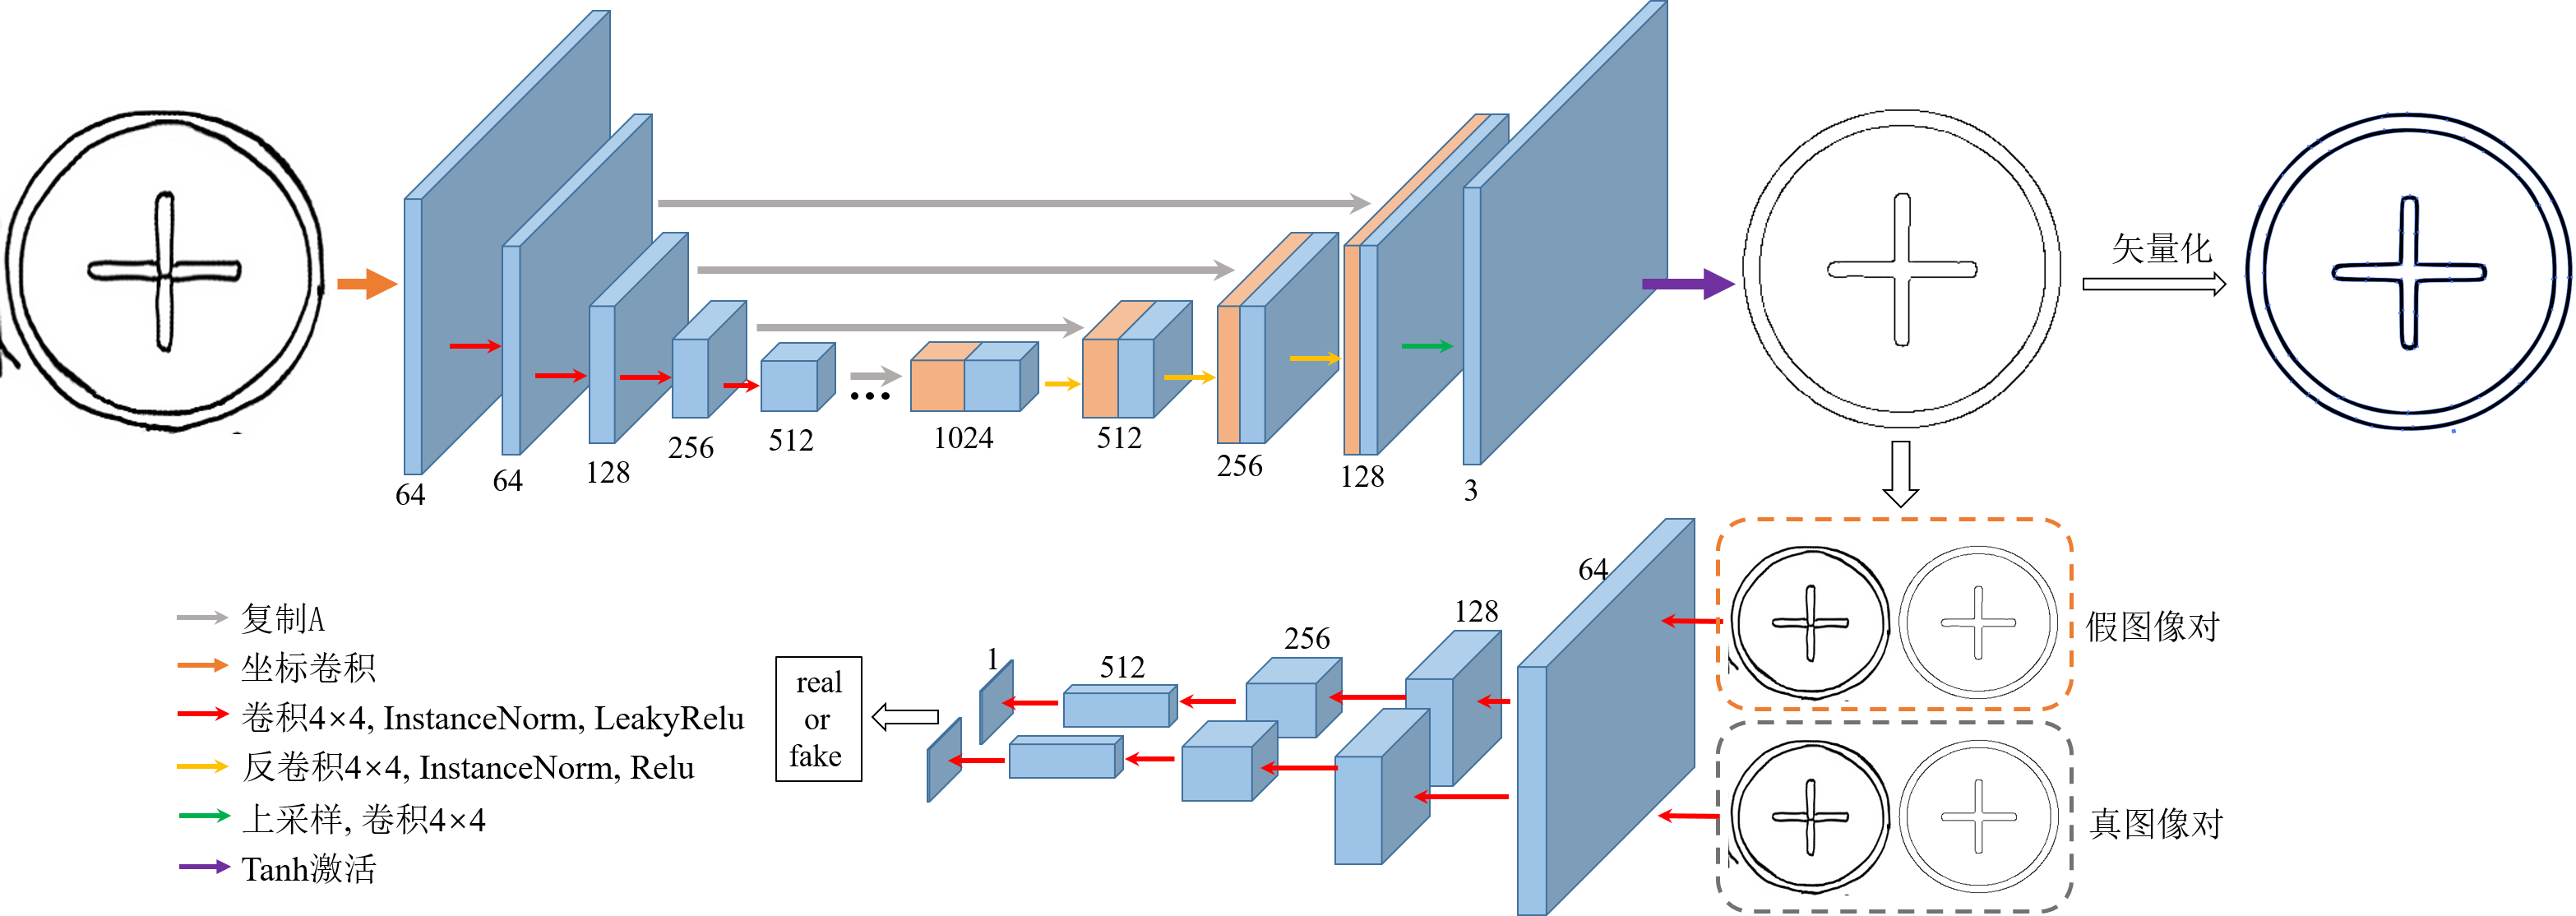 矢量化
64
64
128
256
512
1024
512
256
128
3
复制A
坐标卷积
卷积4×4, InstanceNorm, LeakyRelu
反卷积4×4, InstanceNorm, Relu
上采样, 卷积4×4
Tanh激活
real
or
fake
1
512
256
128
64
假图像对
真图像对